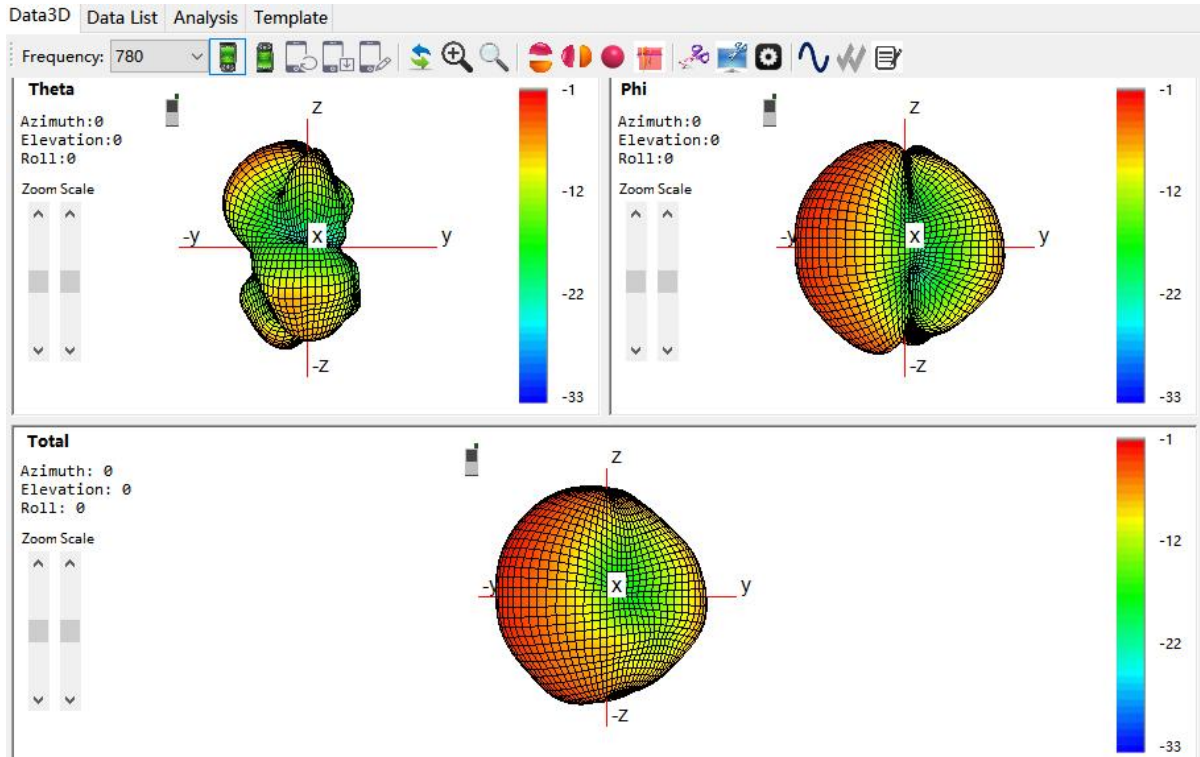 Data3D Data List Analysis Template
Frequency: 780
Theta
Azimuth:0
Elevation:0
Roll:0
Zoom Scale
z
-y x y
-z
-1
-12
-22
-33
Phi
Azimuth:0
Elevation:0
Roll:0
Zoom Scale
z
-y x y
-z
-1
-12
-22
-33
Total
Azimuth: 0
Elevation: 0
Roll: 0
Zoom Scale
z
-y x y
-z
-1
-12
-22
-33